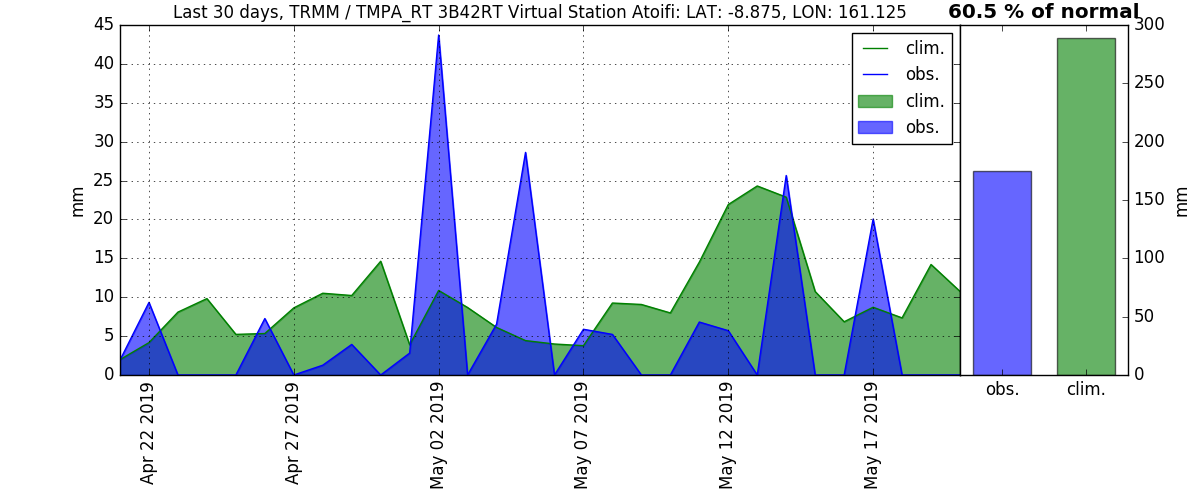 Last 30 days, TRMM / TMPA_RT 3B42RT Virtual Station Atoifi: LAT: -8.875, LON: 161.125
60.5 % of normal
45
40
35
30
25
20
15
10
5
0
mm
clim.
obs.
clim.
obs.
Apr 22 2019
Apr 27 2019
May 02 2019
May 07 2019
May 12 2019
May 17 2019
300
250
200
150
100
50
0
mm
obs.
clim.